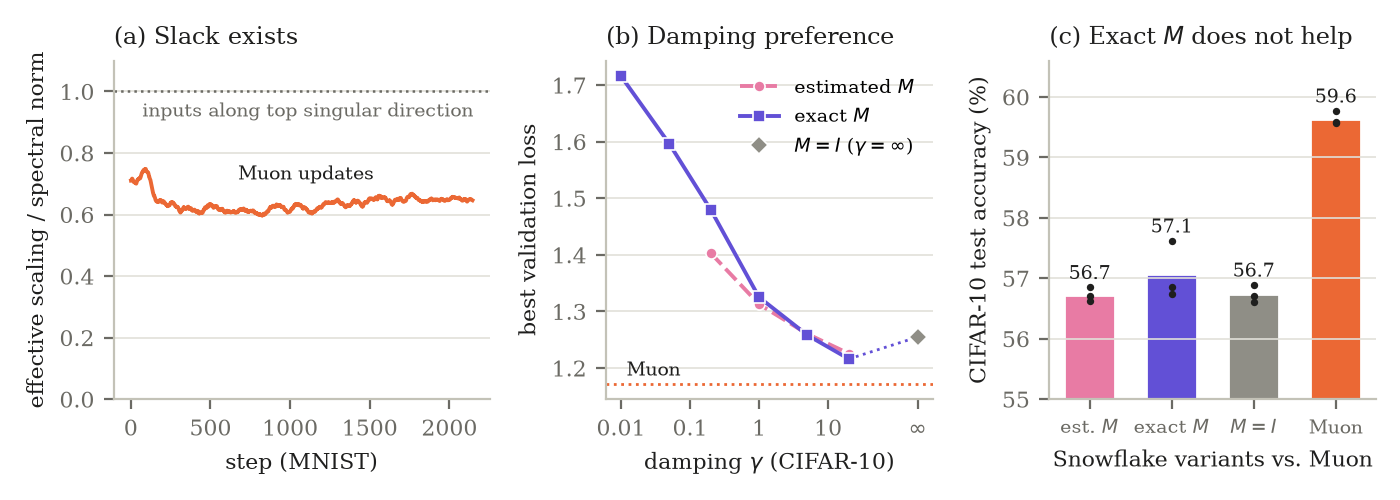 (a) Slack exists
effective scaling / spectral norm
1.0
0.8
0.6
0.4
0.2
0.0
inputs along top singular direction
Muon updates
0 500 1000 1500 2000
step (MNIST)
(b) Damping preference
best validation loss
1.7
1.6
1.5
1.4
1.3
1.2
estimated M
exact M
M = I (γ = ∞)
Muon
0.01 0.1 1 10 ∞
damping γ (CIFAR-10)
(c) Exact M does not help
CIFAR-10 test accuracy (%)
60
59
58
57
56
55
56.7
57.1
56.7
59.6
est. M exact M M = I Muon
Snowflake variants vs. Muon